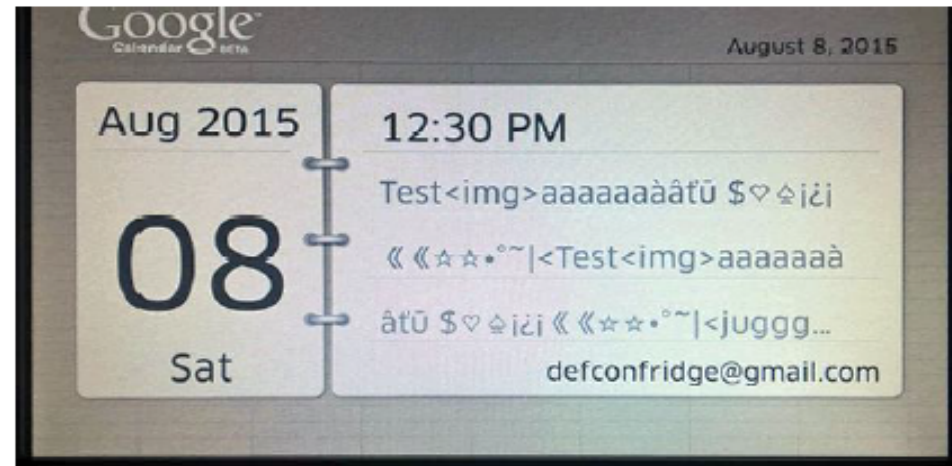 Google
Calendar BETA
August 8, 2015
Aug 2015
08
Sat
12:30 PM
Test<img>aaaaaaàâťū $♡♤¡¿¡
《《☆☆•°~|<Test<img>aaaaaaà
âťū $♡♤¡¿¡《《☆☆•°~|<juggg...
defconfridge@gmail.com